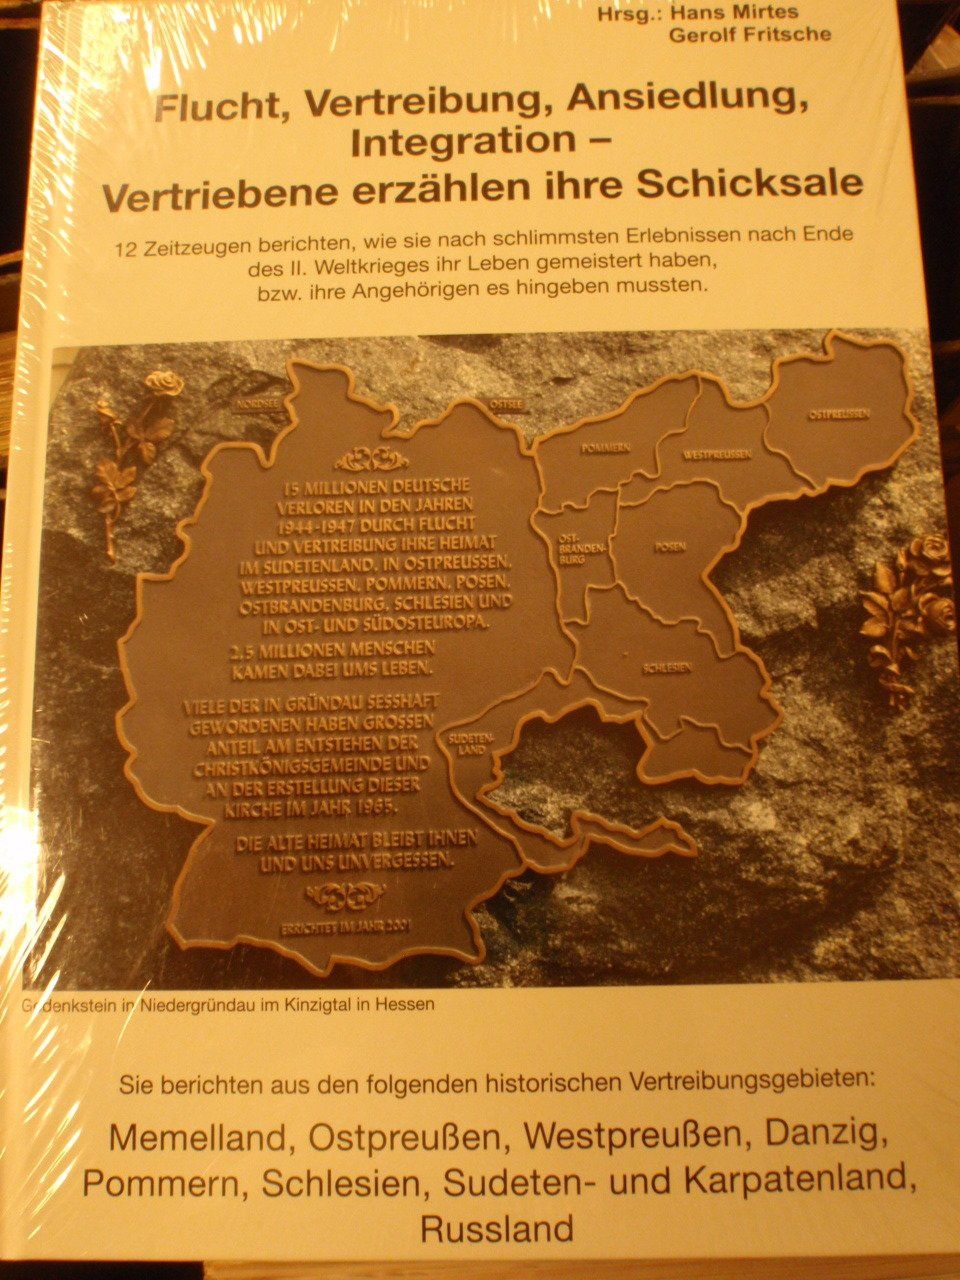 Hrsg.: Hans Mirtes
Gerolf Fritsche
Flucht, Vertreibung, Ansiedlung,
Integration –
Vertriebene erzählen ihre Schicksale
12 Zeitzeugen berichten, wie sie nach schlimmsten Erlebnissen nach Ende
des II. Weltkrieges ihr Leben gemeistert haben,
bzw. ihre Angehörigen es hingeben mussten.
NORDSEE
OSTSEE
OSTPREUSSEN
POMMERN
WESTPREUSSEN
OST-
BRANDEN-
BURG
POSEN
SCHLESIEN
SUDETEN-
LAND
15 MILLIONEN DEUTSCHE
VERLOREN IN DEN JAHREN
1944-1947 DURCH FLUCHT
UND VERTREIBUNG IHRE HEIMAT
IM SUDETENLAND, IN OSTPREUSSEN,
WESTPREUSSEN, POMMERN, POSEN,
OSTBRANDENBURG, SCHLESIEN UND
IN OST- UND SÜDOSTEUROPA.
2,5 MILLIONEN MENSCHEN
KAMEN DABEI UMS LEBEN.
VIELE DER IN GRÜNDAU SESSHAFT
GEWORDENEN HABEN GROSSEN
ANTEIL AM ENTSTEHEN DER
CHRISTKÖNIGSGEMEINDE UND
AN DER ERSTELLUNG DIESER
KIRCHE IM JAHR 1965.
DIE ALTE HEIMAT BLEIBT IHNEN
UND UNS UNVERGESSEN.
ERRICHTET IM JAHR 2001
Gedenkstein in Niedergründau im Kinzigtal in Hessen
Sie berichten aus den folgenden historischen Vertreibungsgebieten:
Memelland, Ostpreußen, Westpreußen, Danzig,
Pommern, Schlesien, Sudeten- und Karpatenland,
Russland